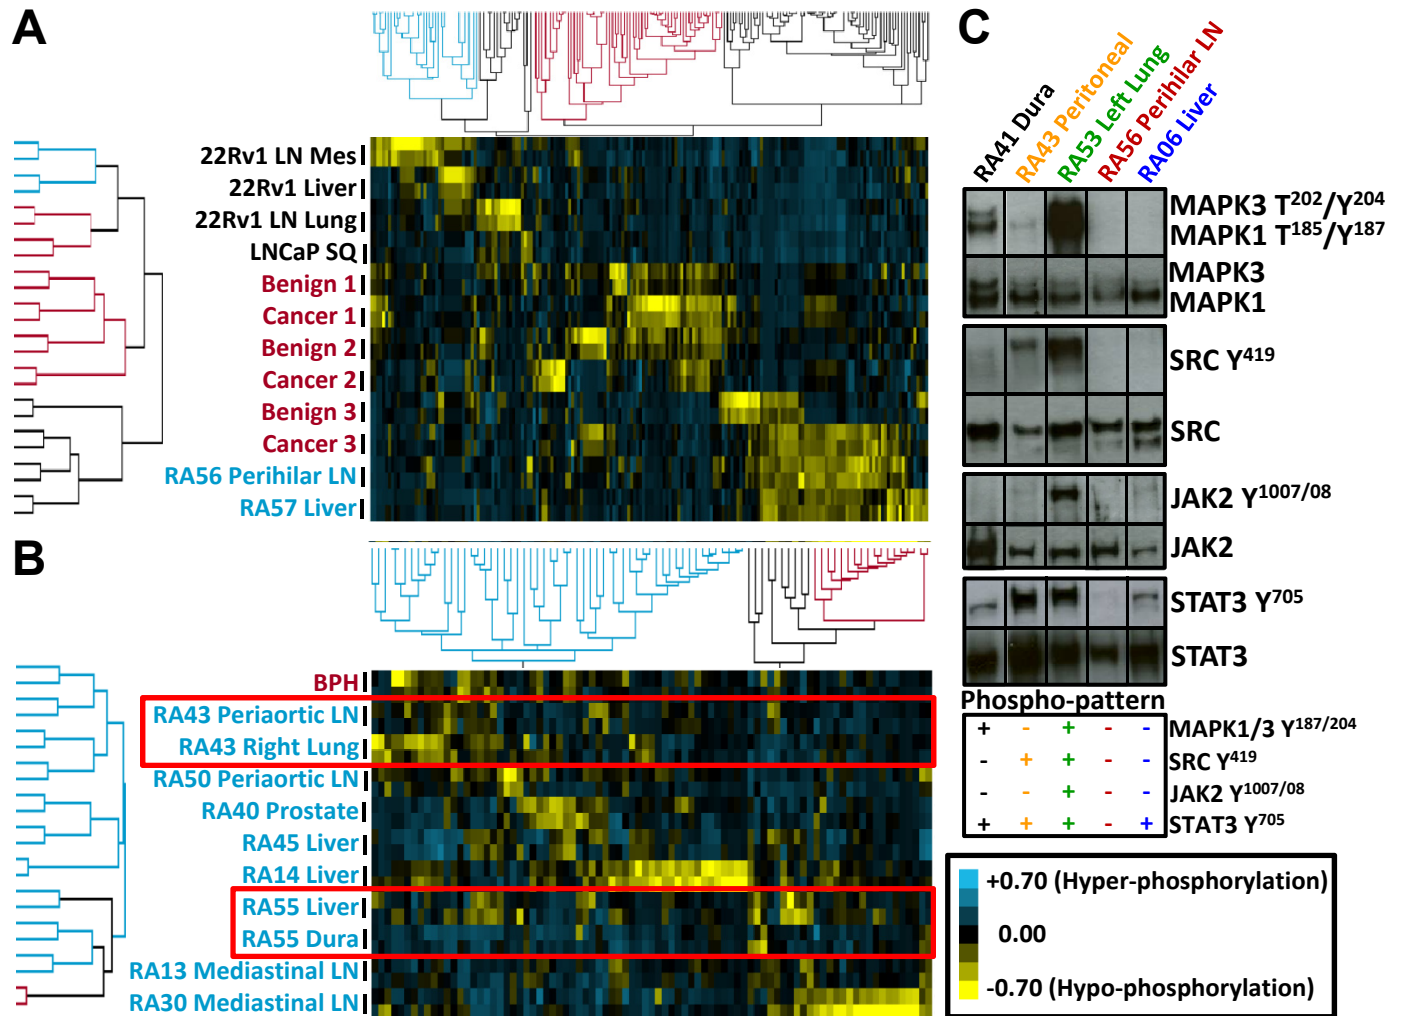 A
22Rv1 LN Mes
22Rv1 Liver
22Rv1 LN Lung
LNCaP SQ
Benign 1
Cancer 1
Benign 2
Cancer 2
Benign 3
Cancer 3
RA56 Perihilar LN
RA57 Liver
B
BPH
RA43 Periaortic LN
RA43 Right Lung
RA50 Periaortic LN
RA40 Prostate
RA45 Liver
RA14 Liver
RA55 Liver
RA55 Dura
RA13 Mediastinal LN
RA30 Mediastinal LN
C
RA41 Dura
RA43 Peritoneal
RA53 Left Lung
RA56 Perihilar LN
RA06 Liver
MAPK3 T²⁰²/Y²⁰⁴
MAPK1 T¹⁸⁵/Y¹⁸⁷
MAPK3
MAPK1
SRC Y⁴¹⁹
SRC
JAK2 Y¹⁰⁰⁷/⁰⁸
JAK2
STAT3 Y⁷⁰⁵
STAT3
Phospho-pattern
+ - + - - MAPK1/3 Y¹⁸⁷/²⁰⁴
- + + - - SRC Y⁴¹⁹
- - + - - JAK2 Y¹⁰⁰⁷/⁰⁸
+ + + - + STAT3 Y⁷⁰⁵
+0.70 (Hyper-phosphorylation)
0.00
-0.70 (Hypo-phosphorylation)